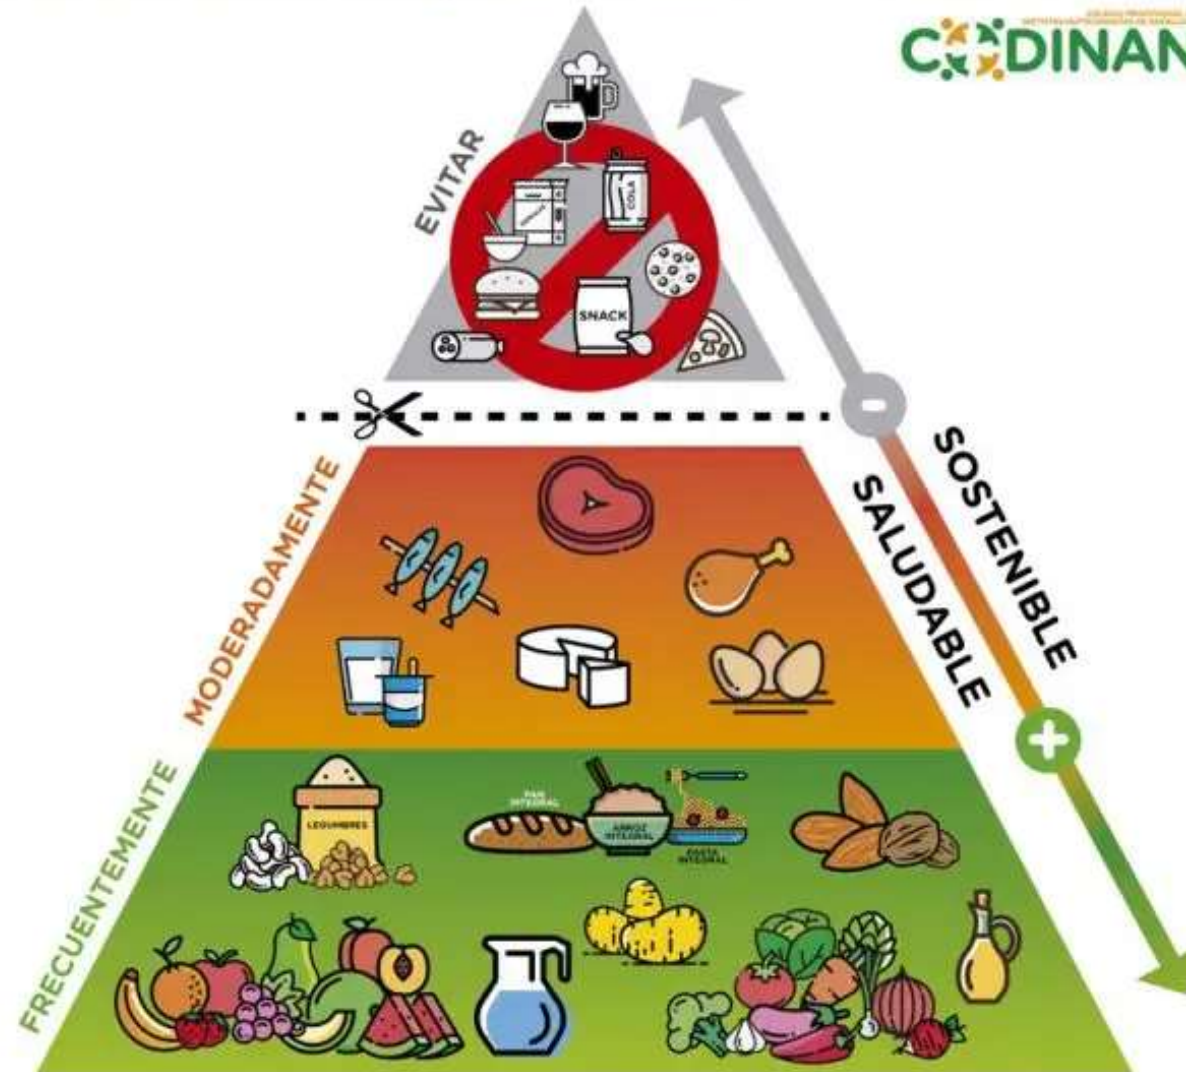 CODINAN
EVITAR
COLA
SNACK
MODERADAMENTE
SOSTENIBLE
SALUDABLE
FRECUENTEMENTE
LEGUMBRES
PAN
INTEGRAL
ARROZ
INTEGRAL
PASTA
INTEGRAL